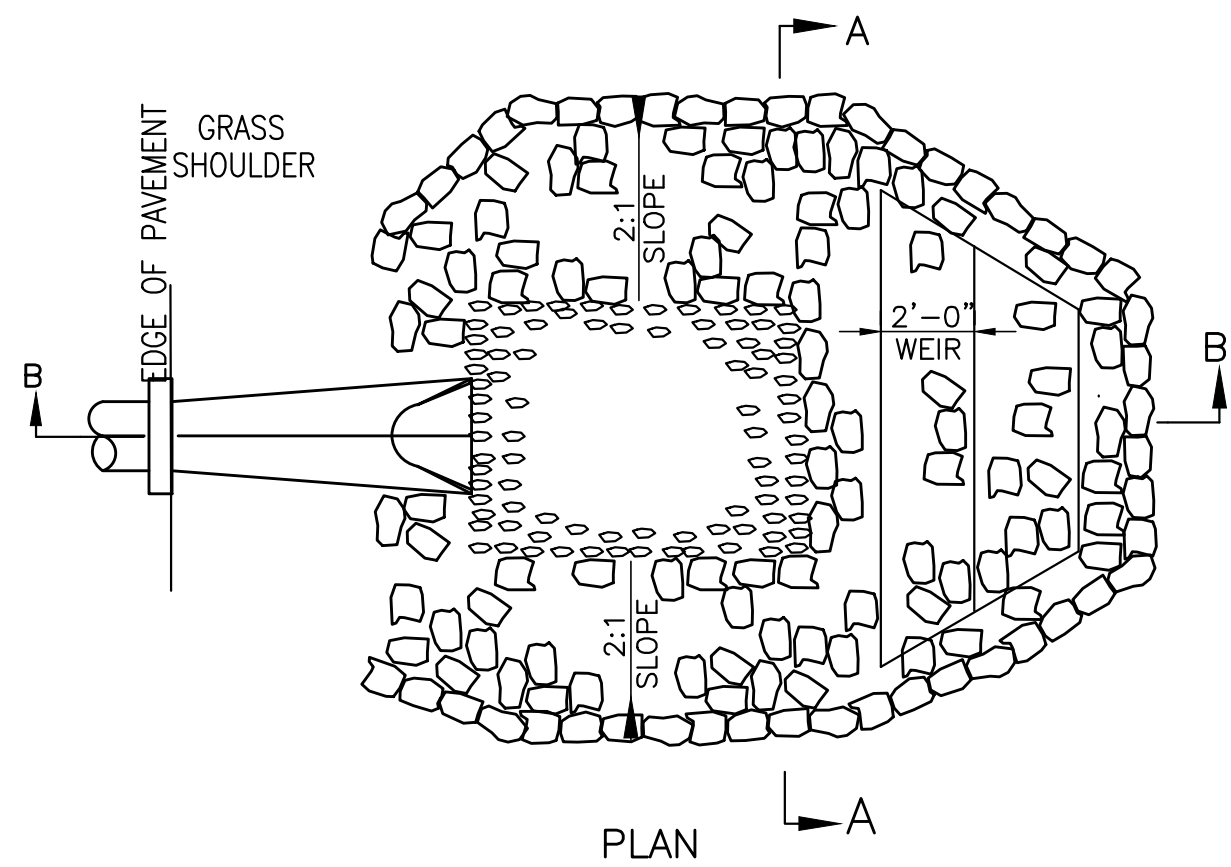 A
GRASS
SHOULDER
EDGE OF PAVEMENT
2:1
SLOPE
2'-0"
WEIR
B
B
2:1
SLOPE
A
PLAN